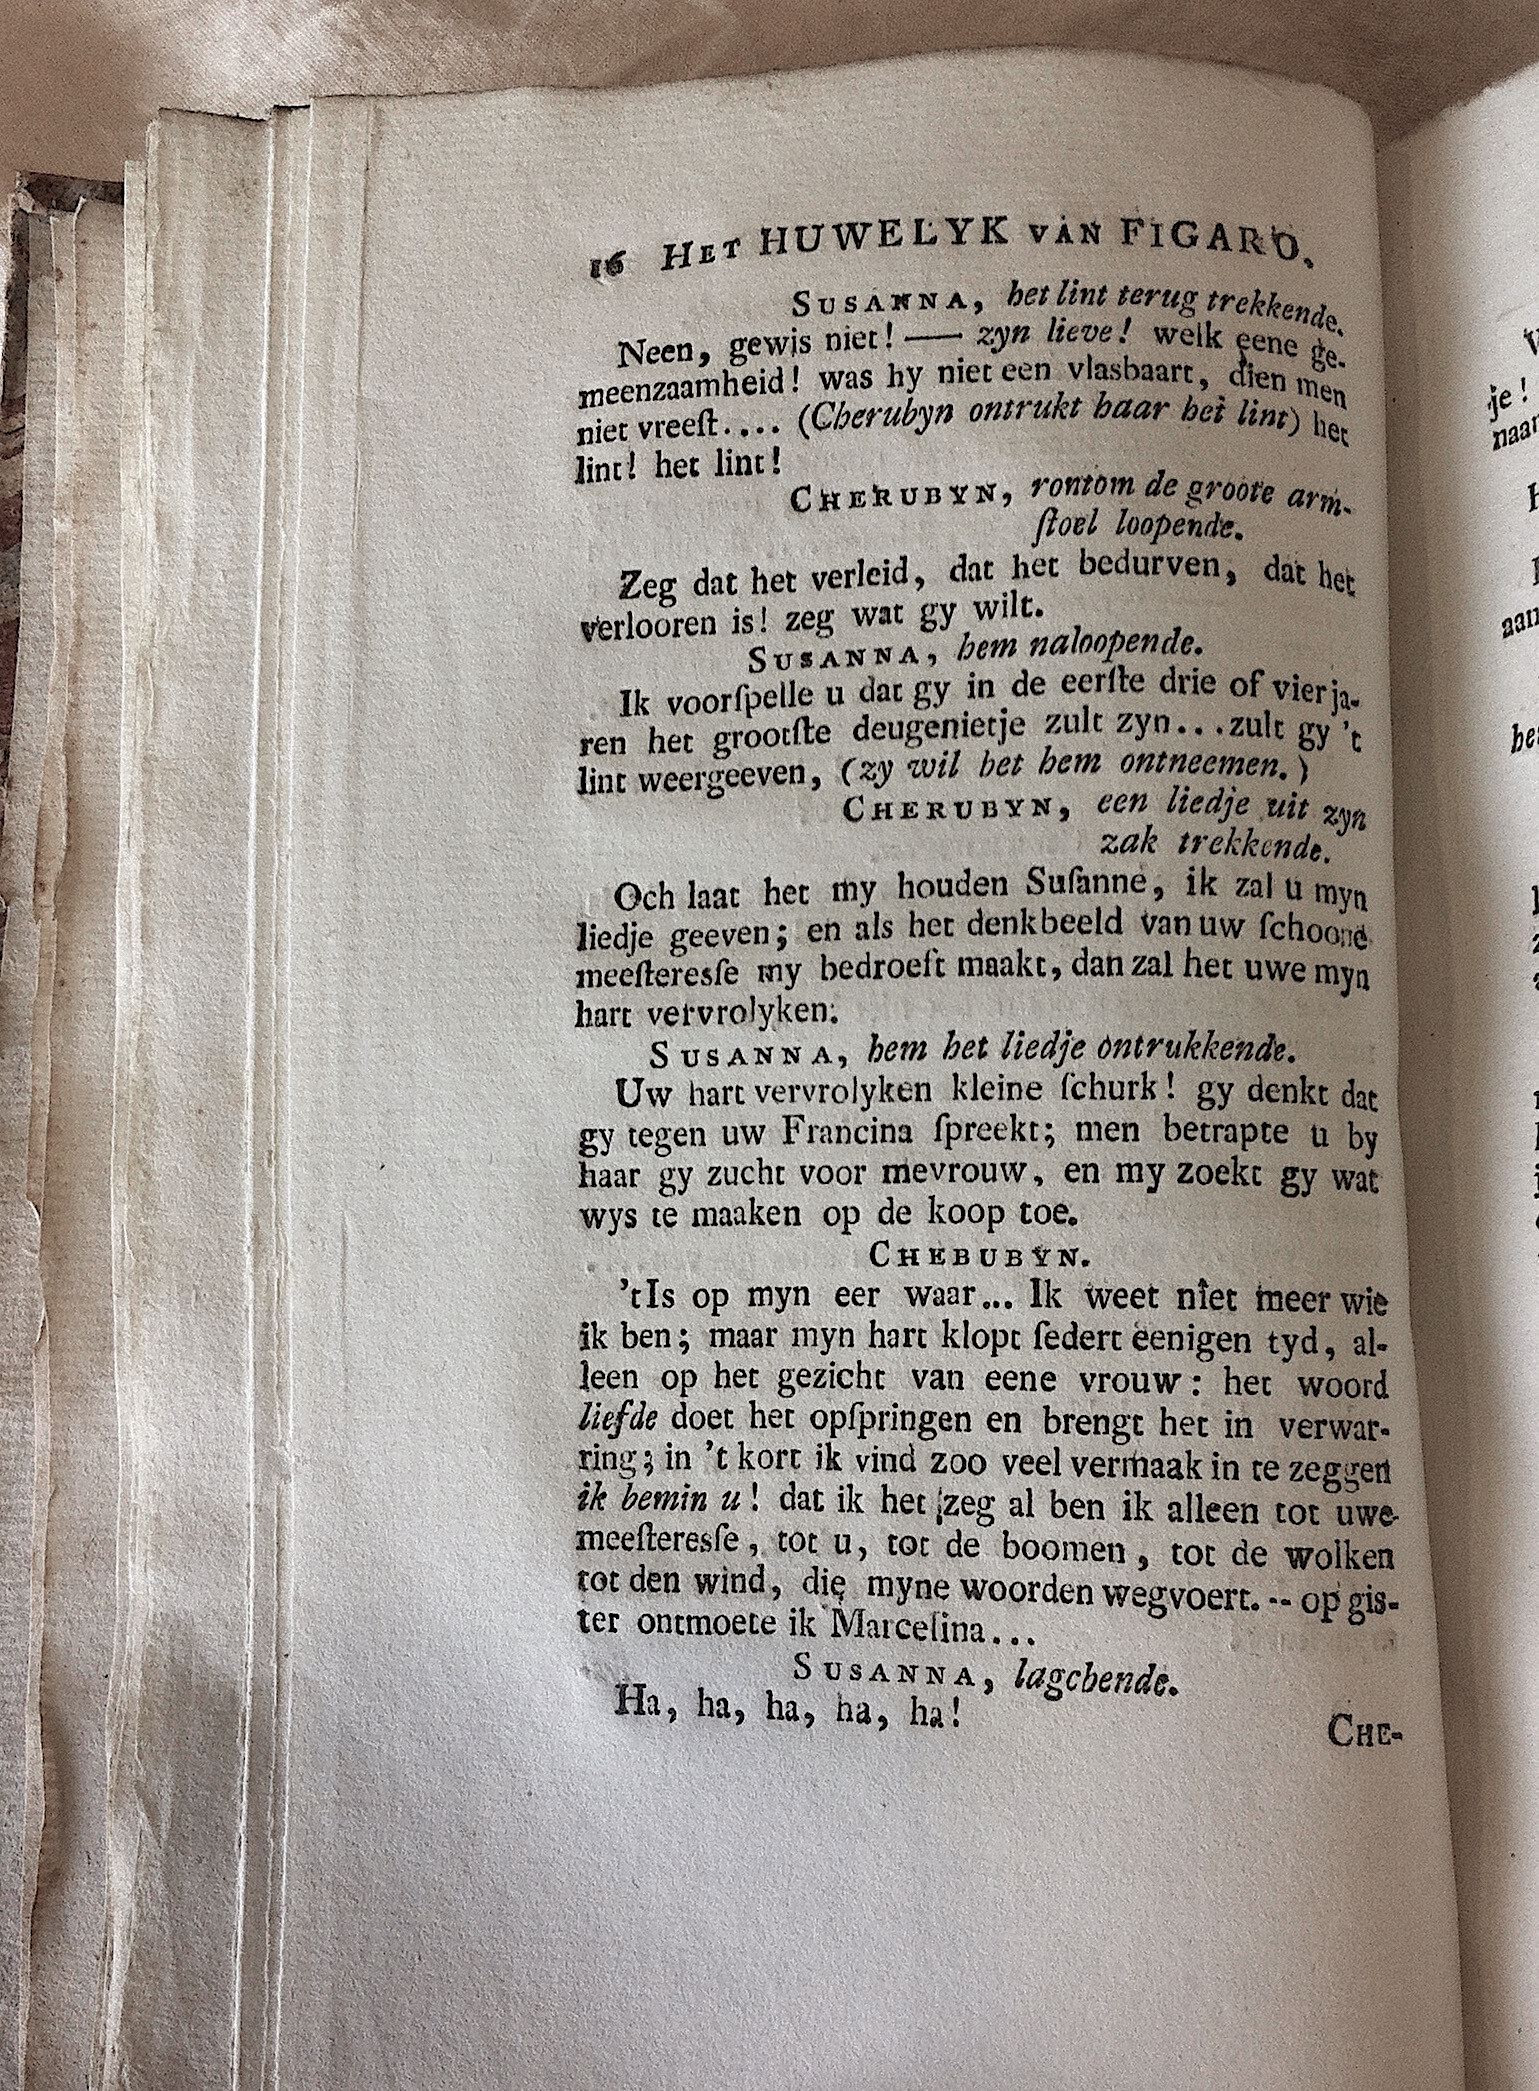 16 HET HUWELYK VAN FIGARO.
SUSANNA, het lint terug trekkende.
Neen, gewis niet! — zyn lieve! welk eene ge-
meenzaamheid! was hy niet een vlasbaart, dien men
niet vreeſt.... (Cherubyn ontrukt haar het lint) het
lint! het lint!
CHERUBYN, rontom de groote arm-
ſtoel loopende.
Zeg dat het verleid, dat het bedurven, dat het
verlooren is! zeg wat gy wilt.
SUSANNA, hem naloopende.
Ik voorſpelle u dat gy in de eerſte drie of vier ja-
ren het grootſte deugenietje zult zyn...zult gy 't
lint weergeeven, (zy wil het hem ontneemen.)
CHERUBYN, een liedje uit zyn
zak trekkende.
Och laat het my houden Suſanne, ik zal u myn
liedje geeven; en als het denkbeeld van uw ſchoone
meeſteresſe my bedroeft maakt, dan zal het uwe myn
hart vervrolyken.
SUSANNA, hem het liedje ontrukkende.
Uw hart vervrolyken kleine ſchurk! gy denkt dat
gy tegen uw Francina ſpreekt; men betrapte u by
haar gy zucht voor mevrouw, en my zoekt gy wat
wys te maaken op de koop toe.
CHEBUBYN.
'tIs op myn eer waar... Ik weet niet meer wie
ik ben; maar myn hart klopt ſedert eenigen tyd, al-
leen op het gezicht van eene vrouw: het woord
liefde doet het opſpringen en brengt het in verwar-
ring; in 't kort ik vind zoo veel vermaak in te zeggen
ik bemin u! dat ik het zeg al ben ik alleen tot uwe
meeſteresſe, tot u, tot de boomen, tot de wolken
tot den wind, die myne woorden wegvoert. -- op gis-
ter ontmoete ik Marceſina...
SUSANNA, lagchende.
Ha, ha, ha, ha, ha!
CHE-
je!
naar
aan